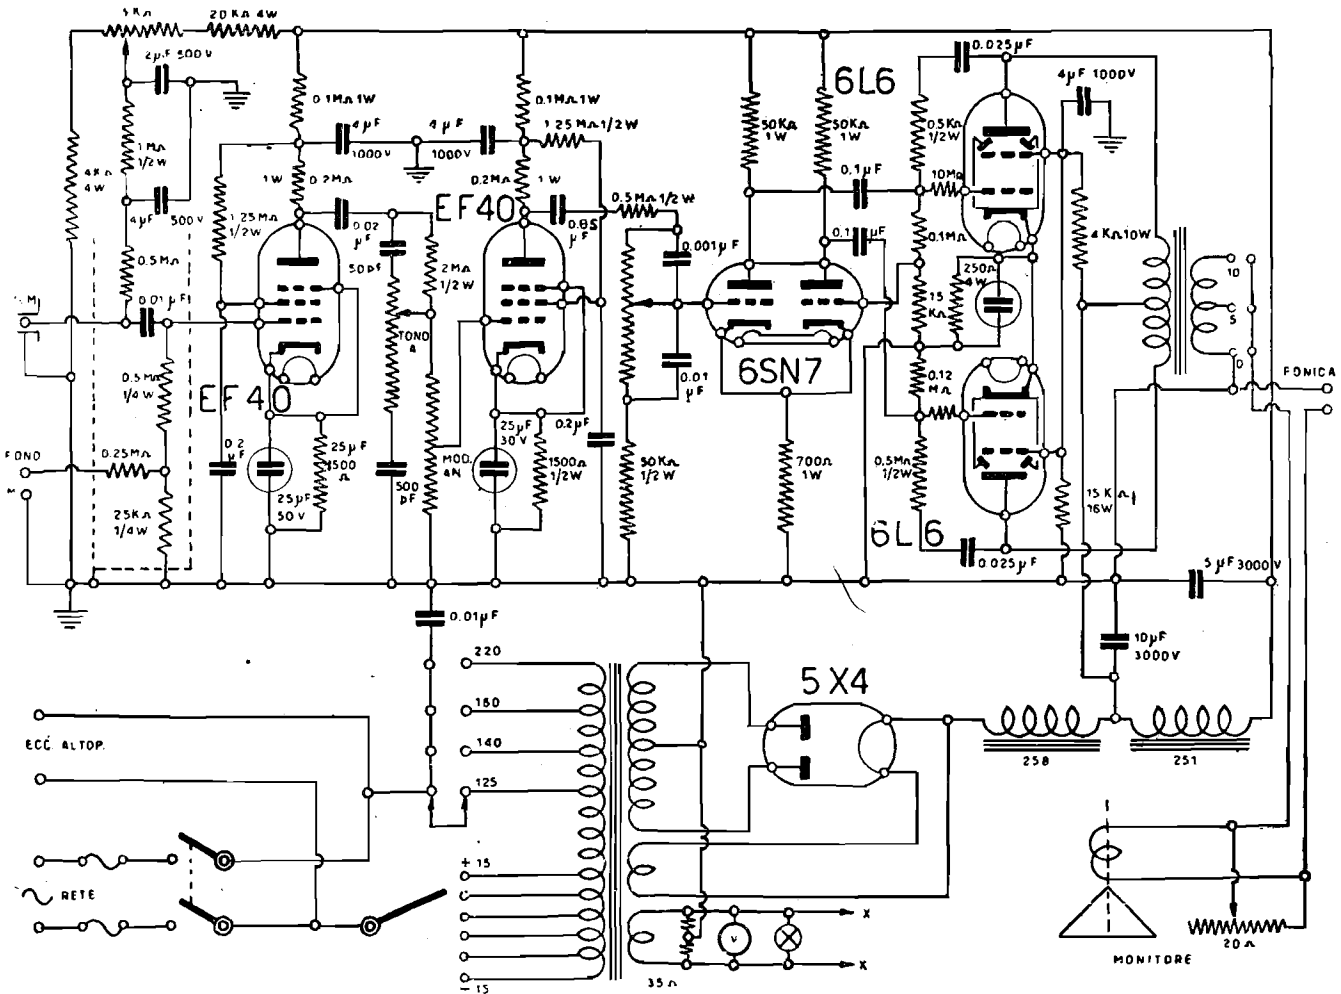 5KΩ
20KΩ 4W
2µF 500V
0.1MΩ 1W
4µF
1000V
4µF
1000V
0.1MΩ 1W
1.25MΩ 1/2W
50KΩ
1W
50KΩ
1W
6L6
0.025µF
4µF 1000V
0.5KΩ
1/2W
1MΩ
1/2W
4KΩ
4W
1W
0.2MΩ
0.2MΩ
1W
0.1µF
10MΩ
4µF
500V
1.25MΩ
1/2W
EF40
0.02
µF
50pF
0.5MΩ 1/2W
0.05
µF
0.1
µF
0.1MΩ
4KΩ10W
0.5MΩ
2MΩ
1/2W
0.001µF
250Ω
4W
10
0.01µF
15
KΩ
5
TONO
A
0
0.01
µF
6SN7
0.12
MΩ
FONICA
0.5MΩ
1/4W
EF40
FONO
0.25MΩ
0.2
µF
25µF
1500
Ω
MOD.
4N
25µF
30V
0.2µF
1500Ω
1/2W
50KΩ
1/2W
700Ω
1W
0.5MΩ
1/2W
M
25KΩ
1/4W
25µF
50V
500
pF
15KΩ
16W
6L6
0.025µF
5µF 3000V
0.01µF
10µF
3000V
220
160
140
125
5X4
ECC. ALTOP.
258
251
+ 15
RETE
V
X
X
− 15
35Ω
20Ω
MONITORE